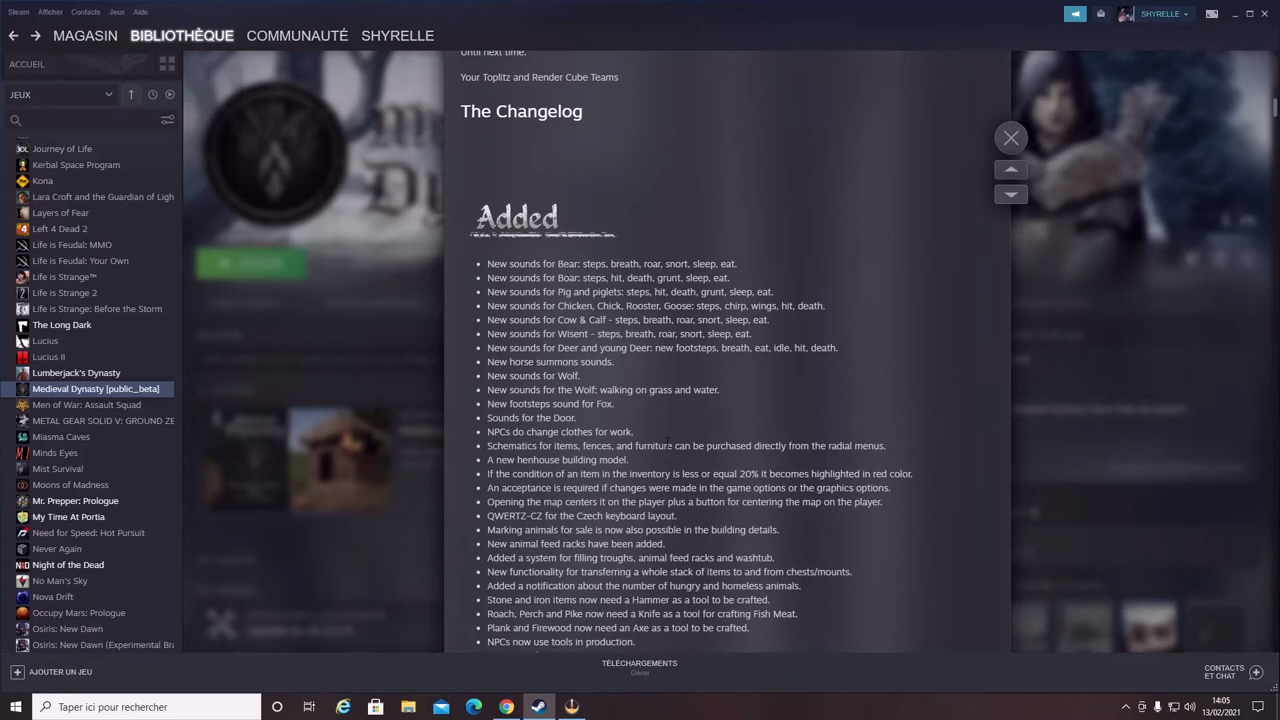 Steam Afficher Contacts Jeux Aide
SHYRELLE
MAGASIN BIBLIOTHÈQUE COMMUNAUTÉ SHYRELLE
ACCUEIL
JEUX
Journey of Life
Kerbal Space Program
Kona
Lara Croft and the Guardian of Ligh
Layers of Fear
Left 4 Dead 2
Life is Feudal: MMO
Life is Feudal: Your Own
Life is Strange™
Life is Strange 2
Life is Strange: Before the Storm
The Long Dark
Lucius
Lucius II
Lumberjack's Dynasty
Medieval Dynasty [public_beta]
Men of War: Assault Squad
METAL GEAR SOLID V: GROUND ZE
Miasma Caves
Minds Eyes
Mist Survival
Moons of Madness
Mr. Prepper: Prologue
My Time At Portia
Need for Speed: Hot Pursuit
Never Again
Night of the Dead
No Man's Sky
Nova Drift
Occupy Mars: Prologue
Osiris: New Dawn
Osiris: New Dawn (Experimental Bra
Until next time.
Your Toplitz and Render Cube Teams
The Changelog
Added
• New sounds for Bear: steps, breath, roar, snort, sleep, eat.
• New sounds for Boar: steps, hit, death, grunt, sleep, eat.
• New sounds for Pig and piglets: steps, hit, death, grunt, sleep, eat.
• New sounds for Chicken, Chick, Rooster, Goose: steps, chirp, wings, hit, death.
• New sounds for Cow & Calf - steps, breath, roar, snort, sleep, eat.
• New sounds for Wisent - steps, breath, roar, snort, sleep, eat.
• New sounds for Deer and young Deer: new footsteps, breath, eat, idle, hit, death.
• New horse summons sounds.
• New sounds for Wolf.
• New sounds for the Wolf: walking on grass and water.
• New footsteps sound for Fox.
• Sounds for the Door.
• NPCs do change clothes for work.
• Schematics for items, fences, and furniture can be purchased directly from the radial menus.
• A new henhouse building model.
• If the condition of an item in the inventory is less or equal 20% it becomes highlighted in red color.
• An acceptance is required if changes were made in the game options or the graphics options.
• Opening the map centers it on the player plus a button for centering the map on the player.
• QWERTZ-CZ for the Czech keyboard layout.
• Marking animals for sale is now also possible in the building details.
• New animal feed racks have been added.
• Added a system for filling troughs, animal feed racks and washtub.
• New functionality for transferring a whole stack of items to and from chests/mounts.
• Added a notification about the number of hungry and homeless animals.
• Stone and iron items now need a Hammer as a tool to be crafted.
• Roach, Perch and Pike now need a Knife as a tool for crafting Fish Meat.
• Plank and Firewood now need an Axe as a tool to be crafted.
• NPCs now use tools in production.
AJOUTER UN JEU
TÉLÉCHARGEMENTS
Gérer
CONTACTS
ET CHAT
Taper ici pour rechercher
14:05
13/02/2021